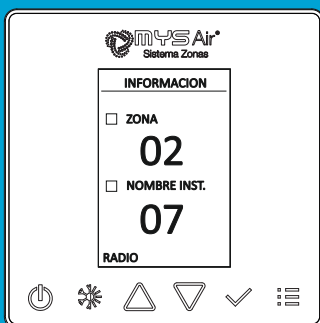 MYSAir®
Sistema Zonas
INFORMACION
ZONA
02
NOMBRE INST.
07
RADIO